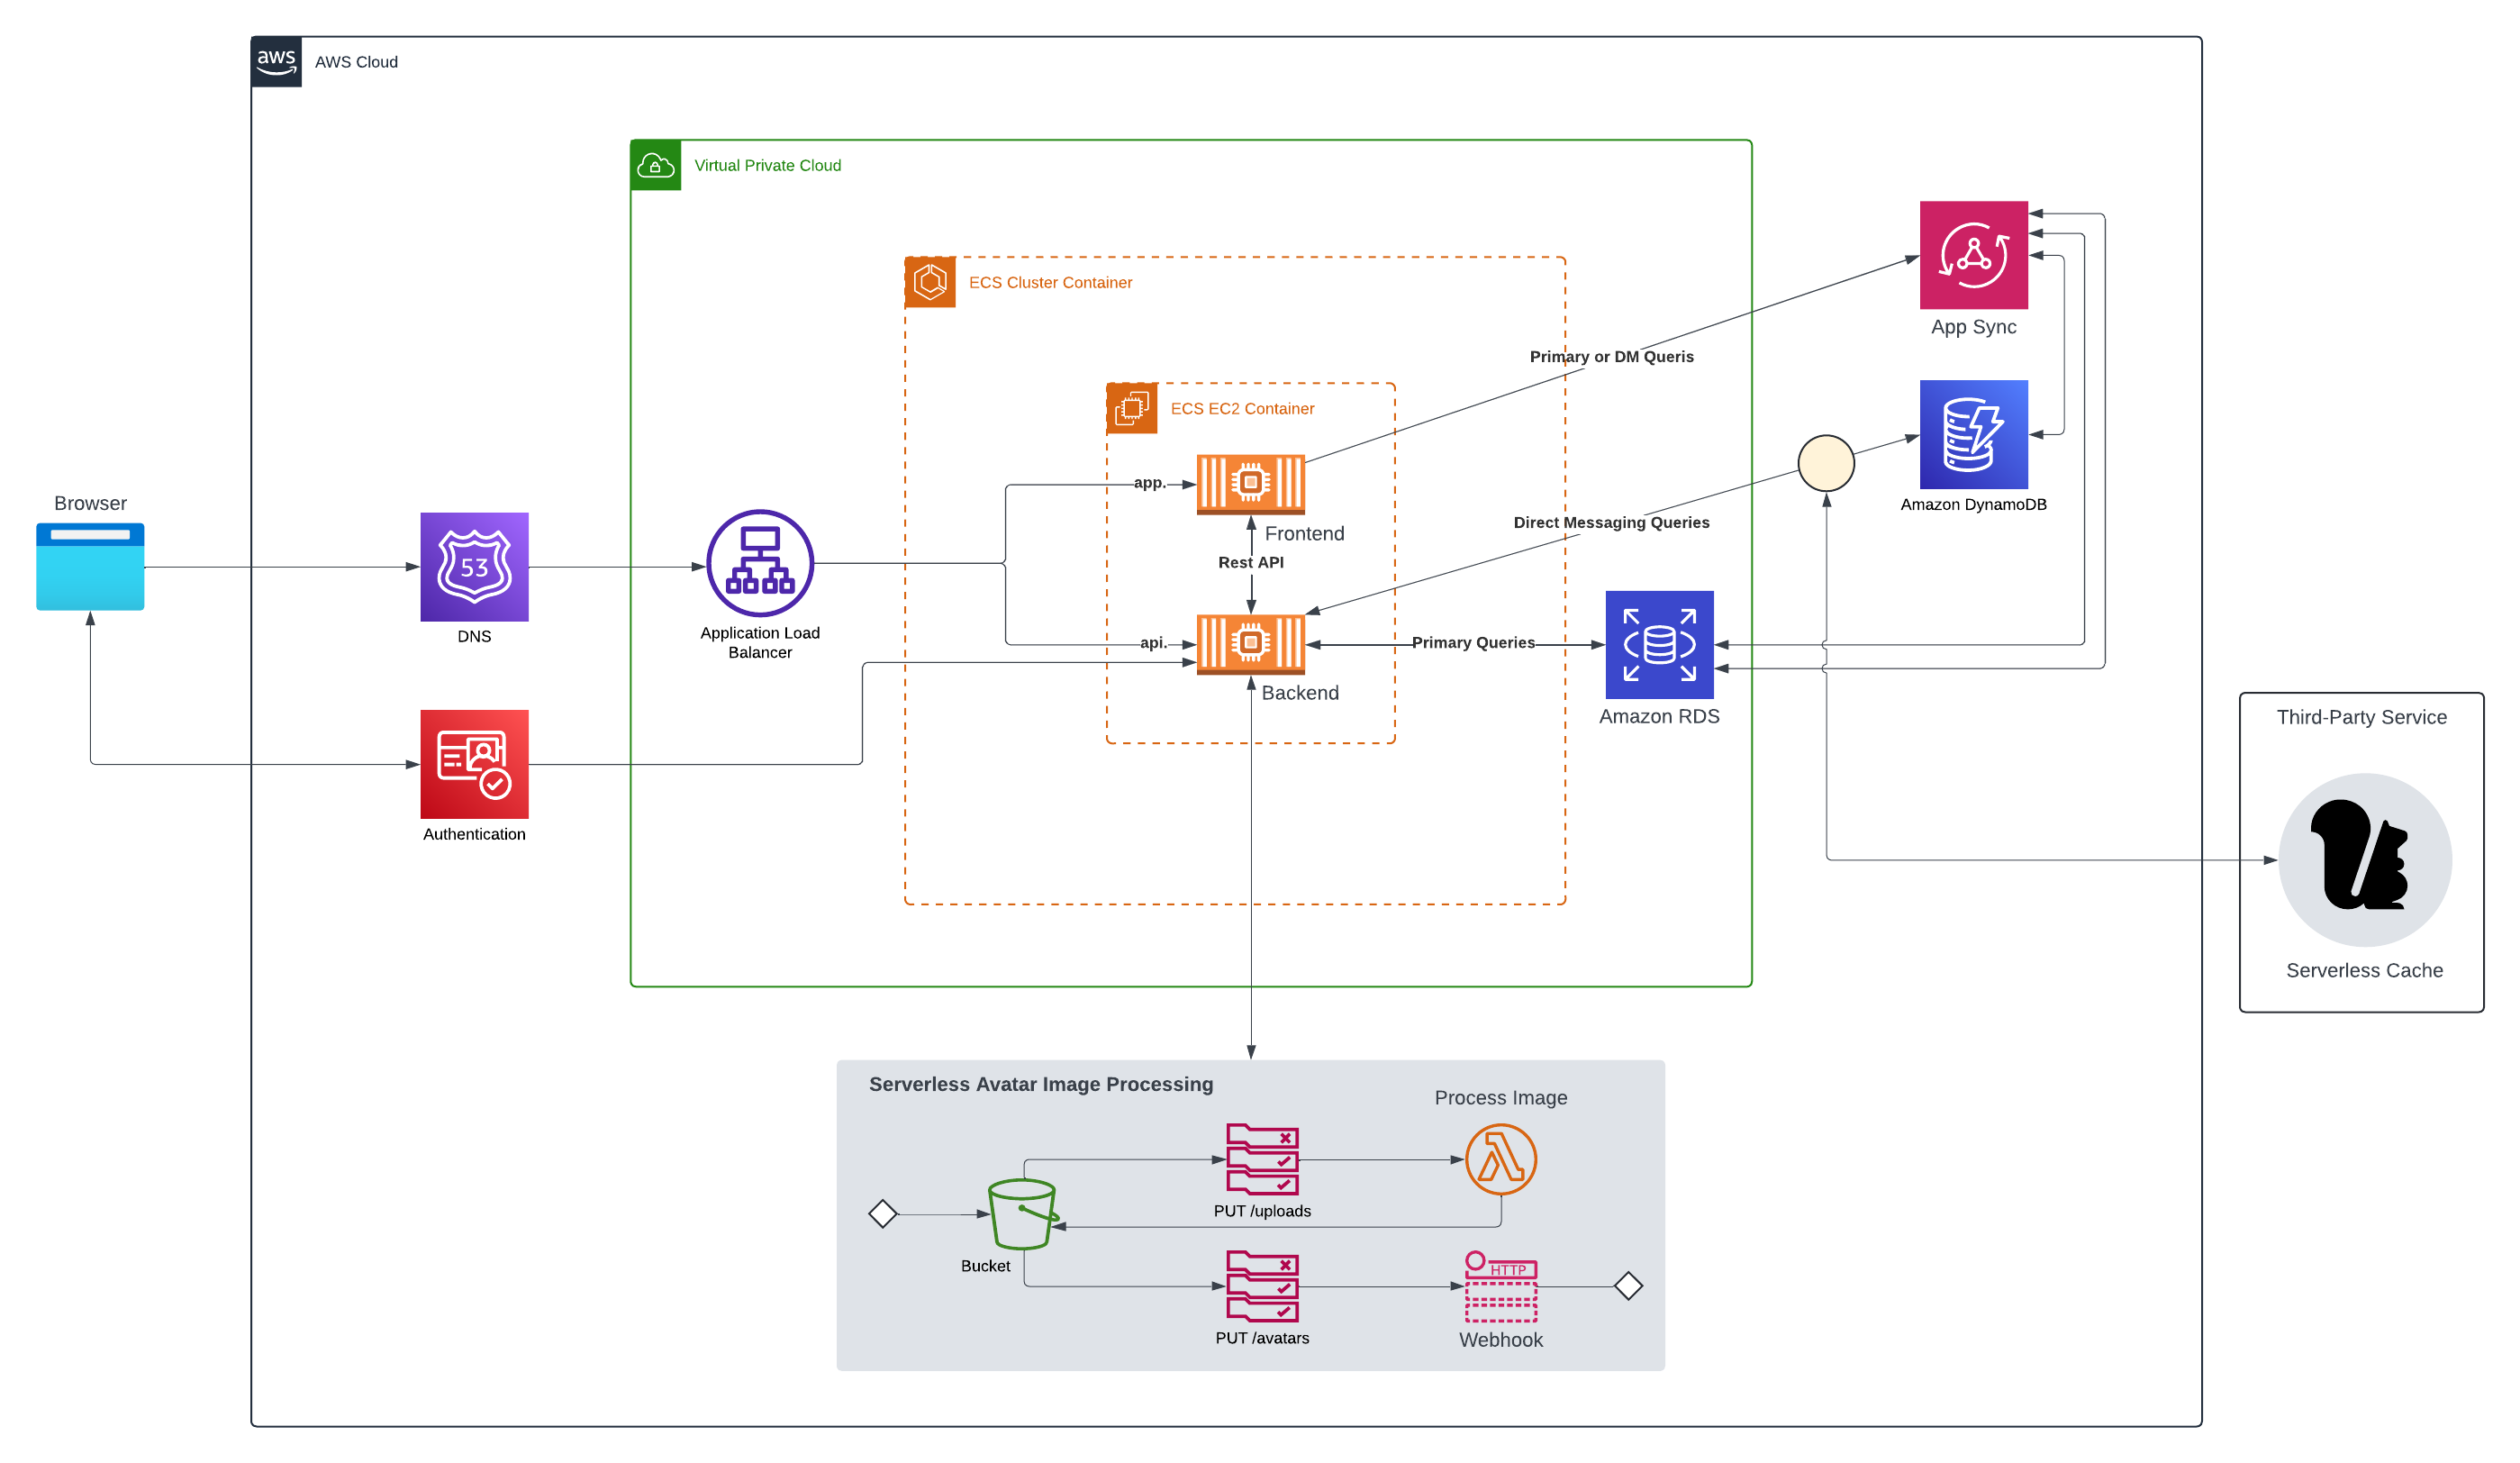 aws
AWS Cloud
Virtual Private Cloud
ECS Cluster Container
App Sync
Primary or DM Queris
ECS EC2 Container
app.
Amazon DynamoDB
Browser
Frontend
Direct Messaging Queries
53
Rest API
DNS
Application Load
Balancer
api.
Primary Queries
Backend
Amazon RDS
Third-Party Service
Authentication
Serverless Cache
Serverless Avatar Image Processing
Process Image
PUT /uploads
Bucket
HTTP
PUT /avatars
Webhook